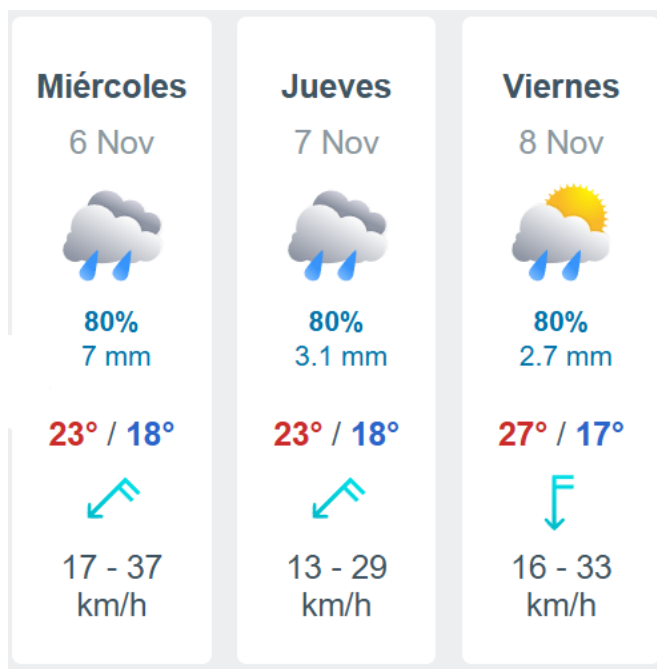 Miércoles
6 Nov
80%
7 mm
23° / 18°
17 - 37
km/h
Jueves
7 Nov
80%
3.1 mm
23° / 18°
13 - 29
km/h
Viernes
8 Nov
80%
2.7 mm
27° / 17°
16 - 33
km/h